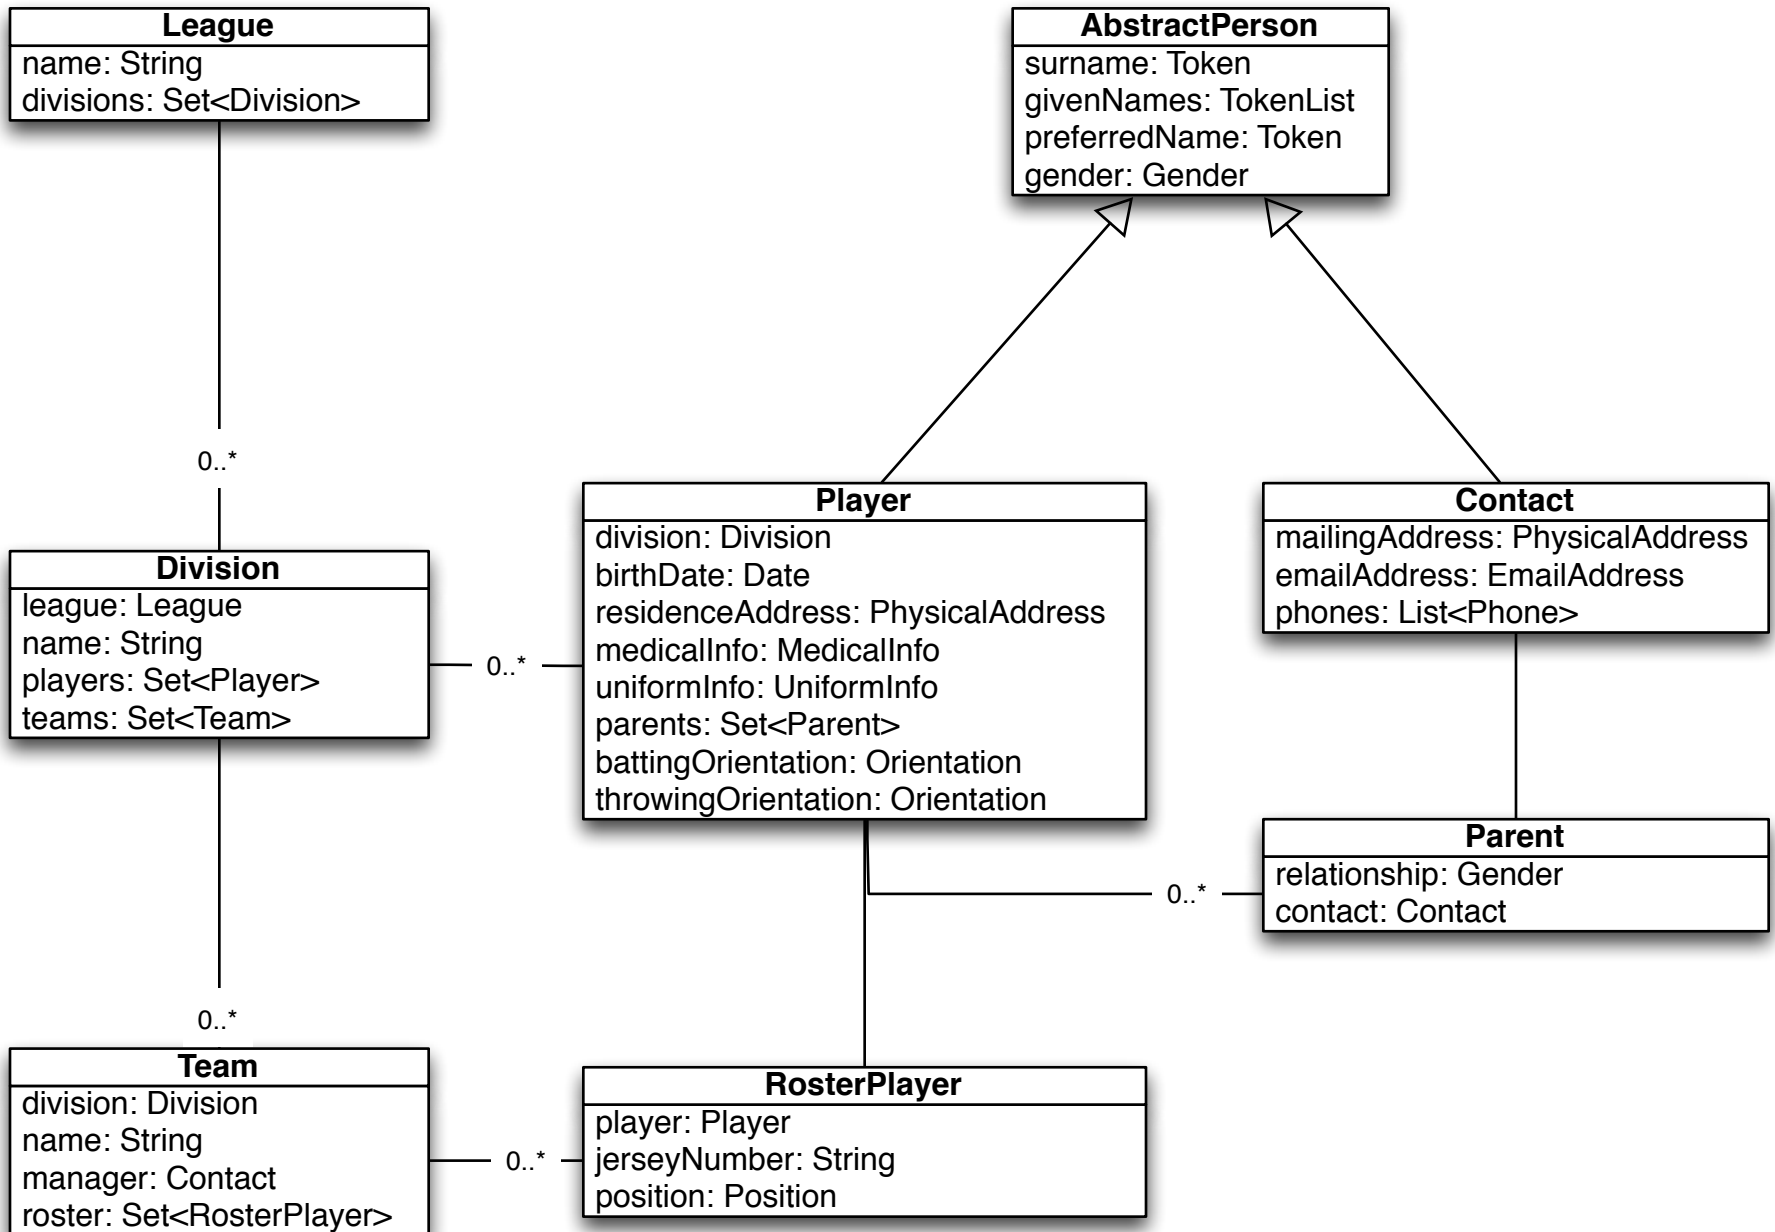 League
name: String
divisions: Set<Division>
AbstractPerson
surname: Token
givenNames: TokenList
preferredName: Token
gender: Gender
0..*
Division
league: League
name: String
players: Set<Player>
teams: Set<Team>
0..*
Player
division: Division
birthDate: Date
residenceAddress: PhysicalAddress
medicalInfo: MedicalInfo
uniformInfo: UniformInfo
parents: Set<Parent>
battingOrientation: Orientation
throwingOrientation: Orientation
Contact
mailingAddress: PhysicalAddress
emailAddress: EmailAddress
phones: List<Phone>
0..*
Parent
relationship: Gender
contact: Contact
0..*
Team
division: Division
name: String
manager: Contact
roster: Set<RosterPlayer>
0..*
RosterPlayer
player: Player
jerseyNumber: String
position: Position